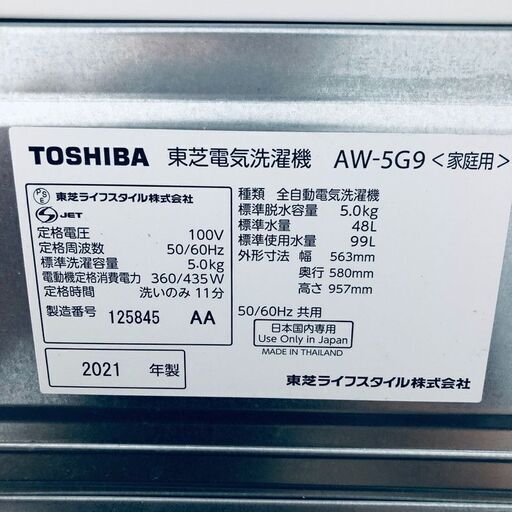 TOSHIBA 東芝電気洗濯機 AW-5G9<家庭用>
PSE
東芝ライフスタイル株式会社
S JET
定格電圧 100V
定格周波数 50/60Hz
標準洗濯容量 5.0kg
電動機定格消費電力 360/435W
定格時間 洗いのみ 11分
製造番号 125845 AA
2021 年製
種類 全自動電気洗濯機
標準脱水容量 5.0kg
標準水量 48L
標準使用水量 99L
外形寸法 幅 563mm
奥行 580mm
高さ 957mm
50/60Hz 共用
日本国内専用
Use Only in Japan
MADE IN THAILAND
東芝ライフスタイル株式会社